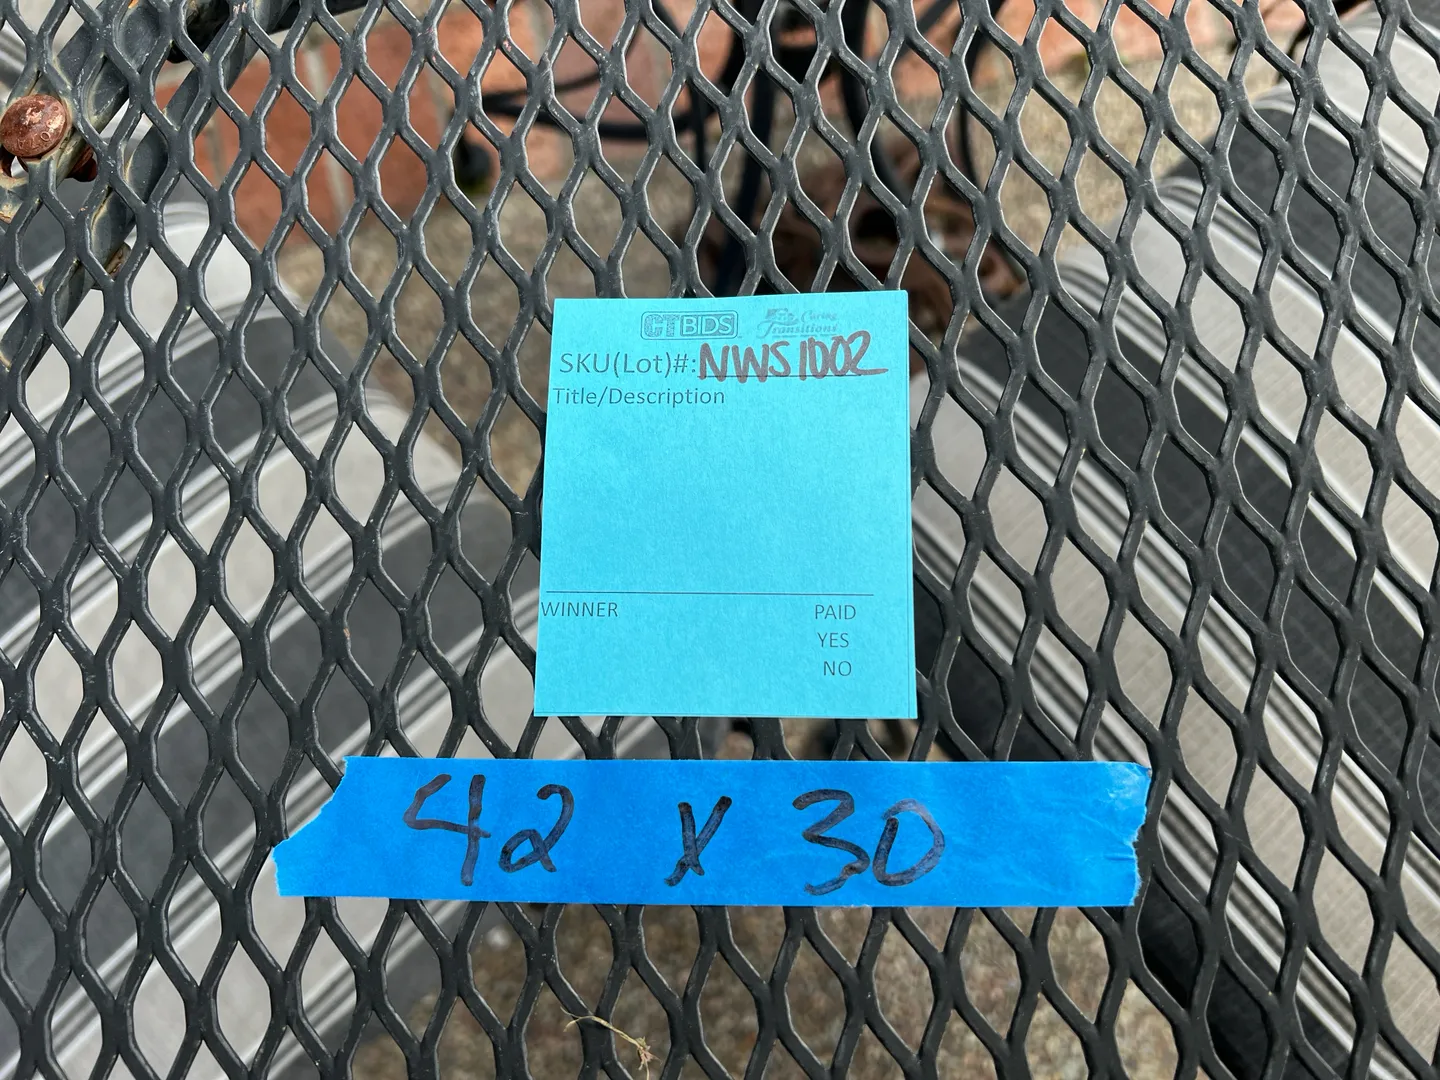 CTBIDS Caring Transitions
SKU(Lot)#: NWS1002
Title/Description
WINNER PAID
YES
NO
42 x 30